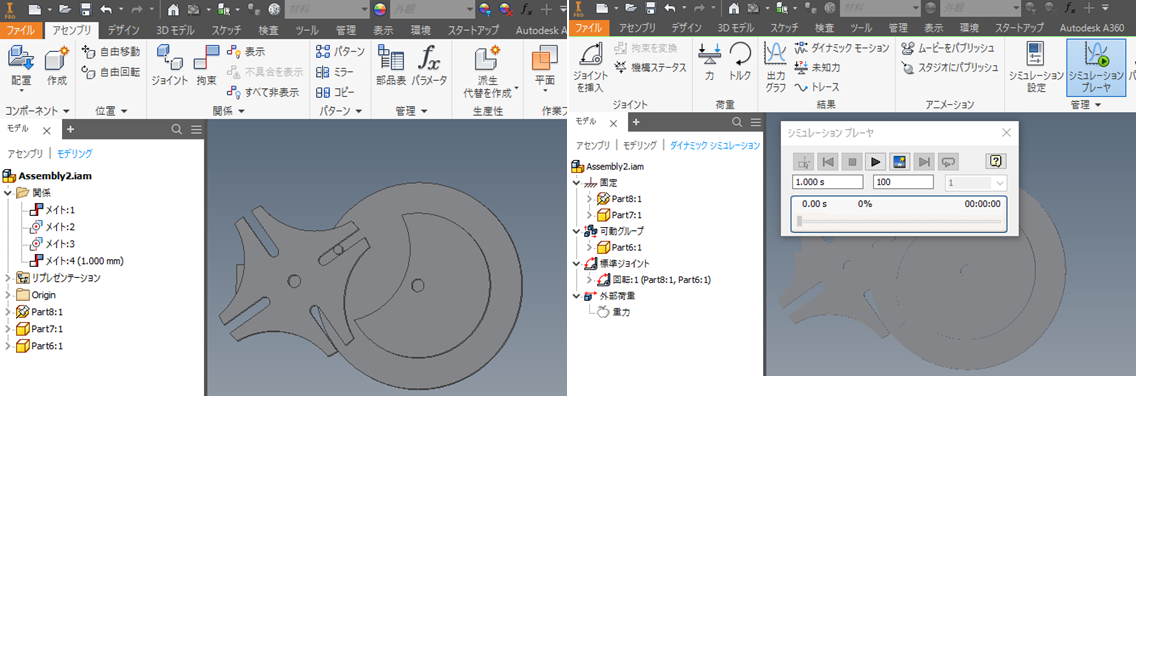 I
PRO
材料
外観
fx
ファイル
アセンブリ
デザイン
3D モデル
スケッチ
検査
ツール
管理
表示
環境
スタートアップ
Autodesk A
配置
作成
自由移動
自由回転
ジョイント
拘束
表示
不具合を表示
すべて非表示
パターン
ミラー
コピー
部品表
fx
パラメータ
派生
代替を作成
平面
コンポーネント
位置
関係
パターン
管理
生産性
作業フ
モデル
アセンブリ
モデリング
Assembly2.iam
関係
メイト:1
メイト:2
メイト:3
メイト:4 (1.000 mm)
リプレゼンテーション
Origin
Part8:1
Part7:1
Part6:1
I
PRO
材料
外観
fx
ファイル
アセンブリ
デザイン
3D モデル
スケッチ
検査
ツール
管理
表示
環境
スタートアップ
Autodesk A360
ジョイント
を挿入
拘束を変換
機構ステータス
力
トルク
出力
グラフ
ダイナミック モーション
未知力
トレース
ムービーをパブリッシュ
スタジオにパブリッシュ
シミュレーション
設定
シミュレーション
プレーヤ
パ
ジョイント
荷重
結果
アニメーション
管理
モデル
アセンブリ
モデリング
ダイナミック シミュレーション
Assembly2.iam
固定
Part8:1
Part7:1
可動グループ
Part6:1
標準ジョイント
回転:1 (Part8:1, Part6:1)
外部荷重
重力
シミュレーション プレーヤ
1.000 s
100
1
0.00 s
0%
00:00:00